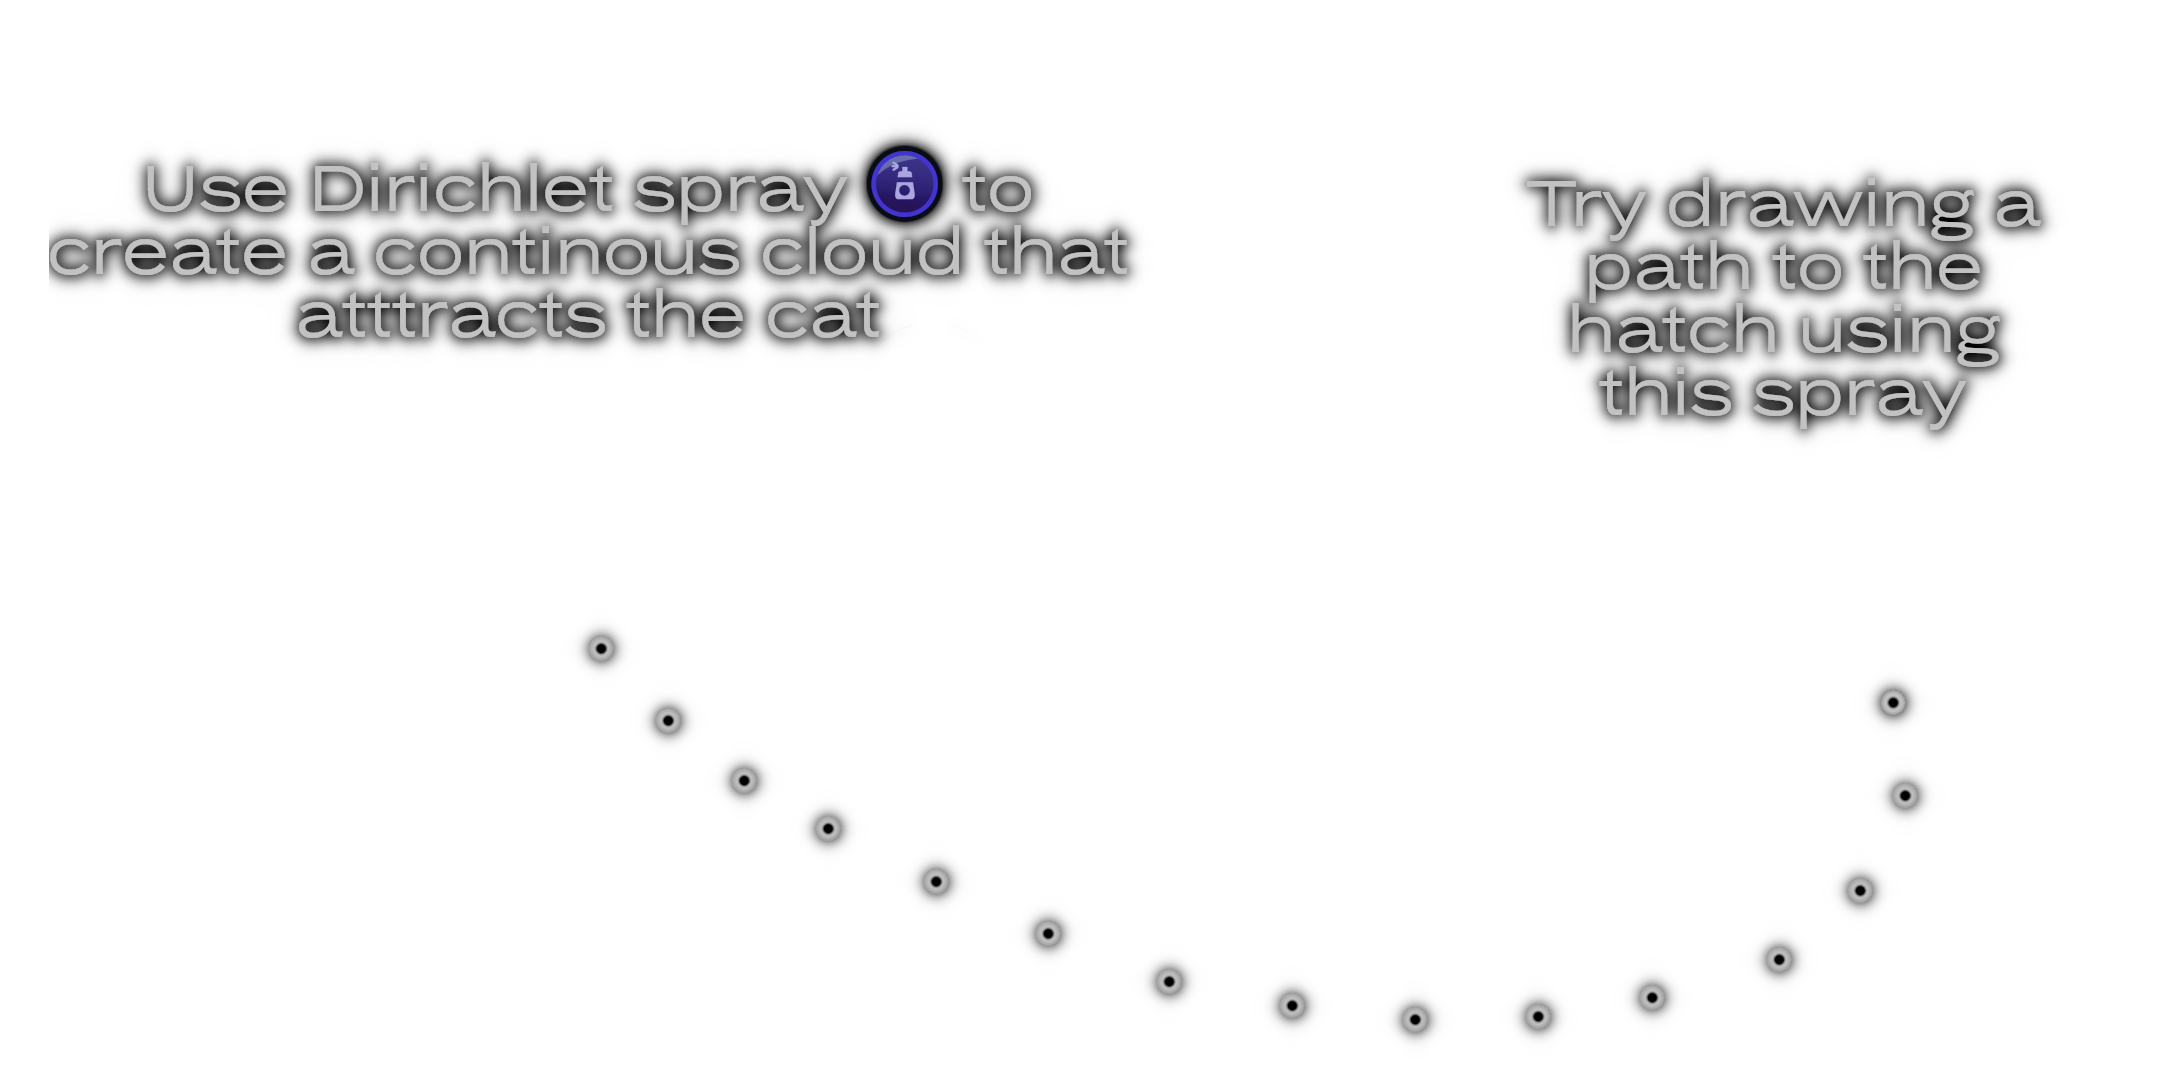 Use Dirichlet spray to
create a continous cloud that
atttracts the cat
Try drawing a
path to the
hatch using
this spray